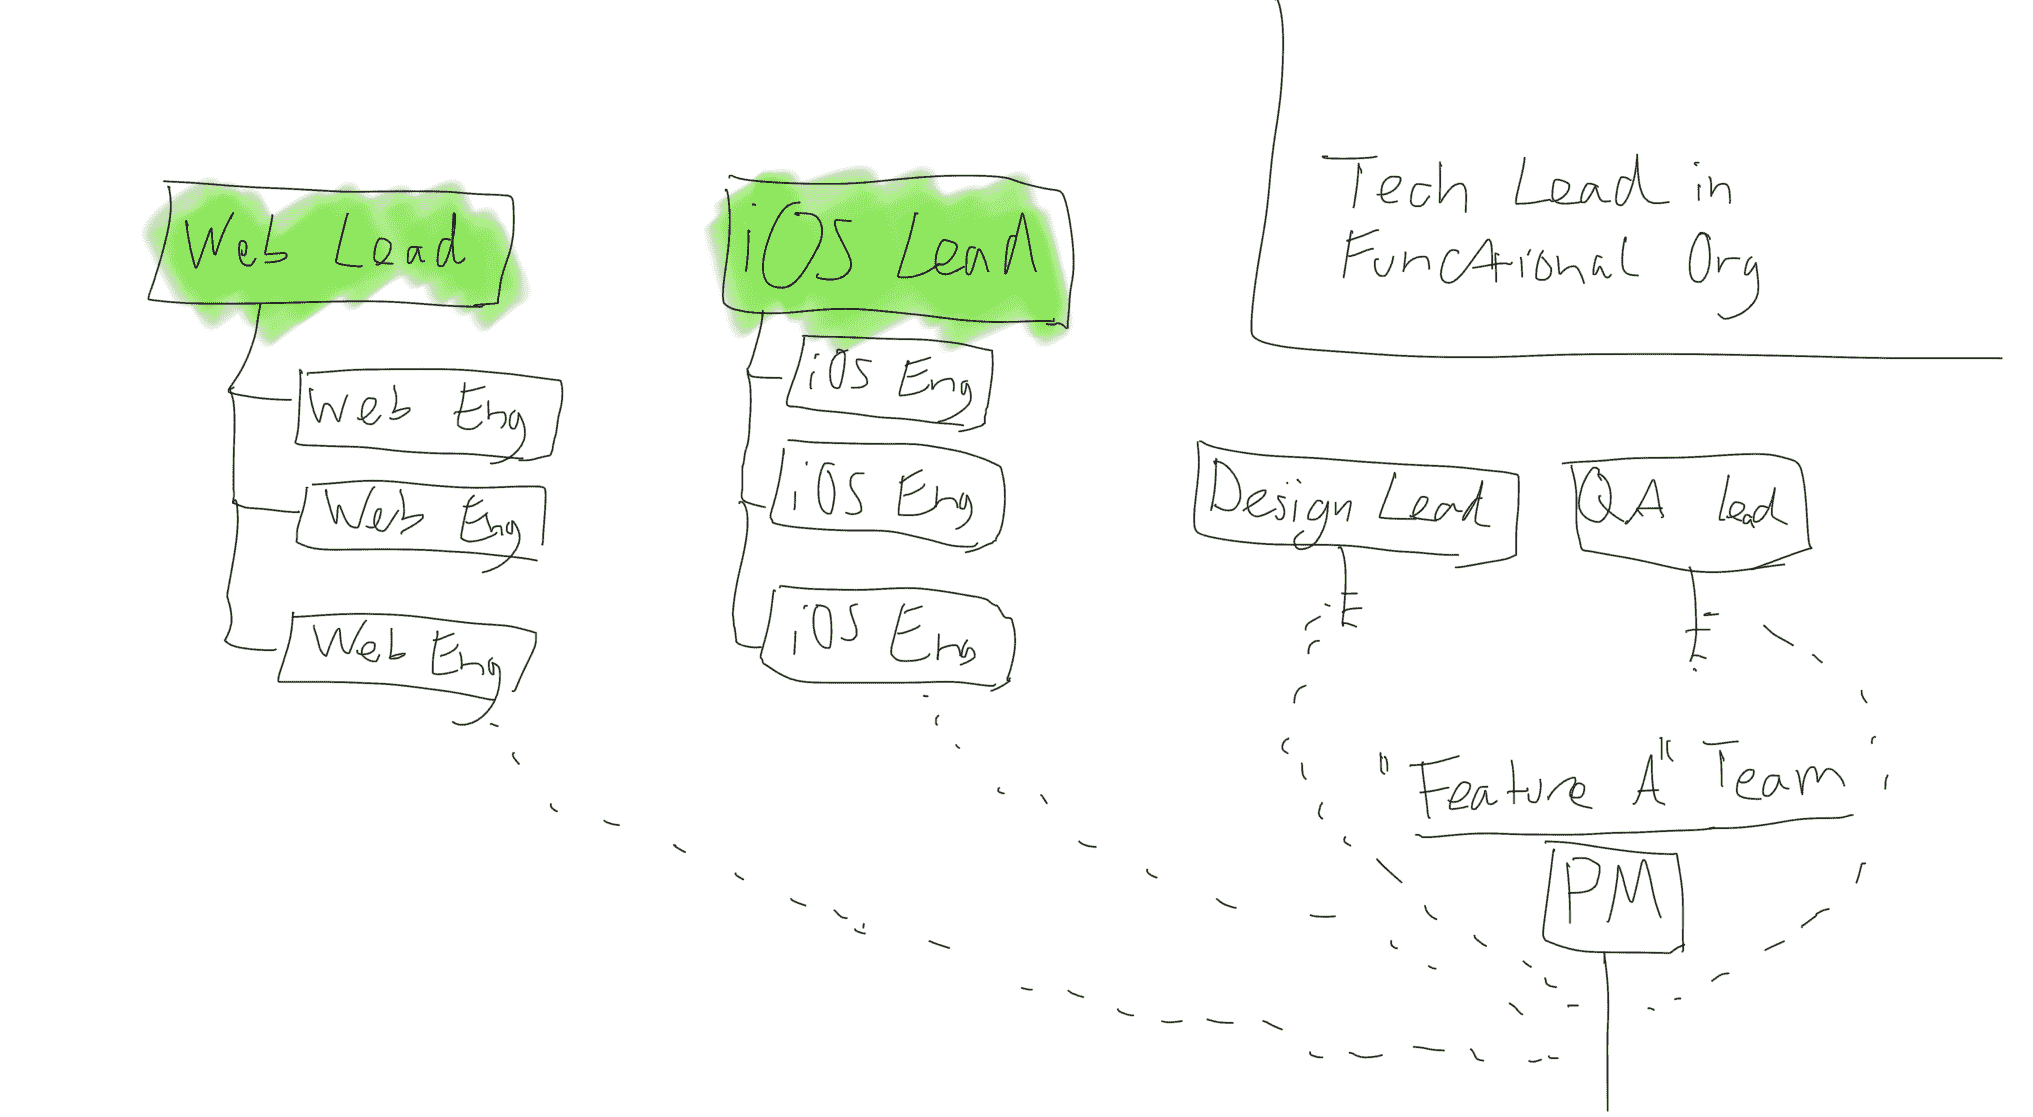 Tech Lead in
Functional Org
Web Lead
Web Eng
Web Eng
Web Eng
iOS Lead
iOS Eng
iOS Eng
iOS Eng
Design Lead
QA Lead
"Feature A" Team
PM